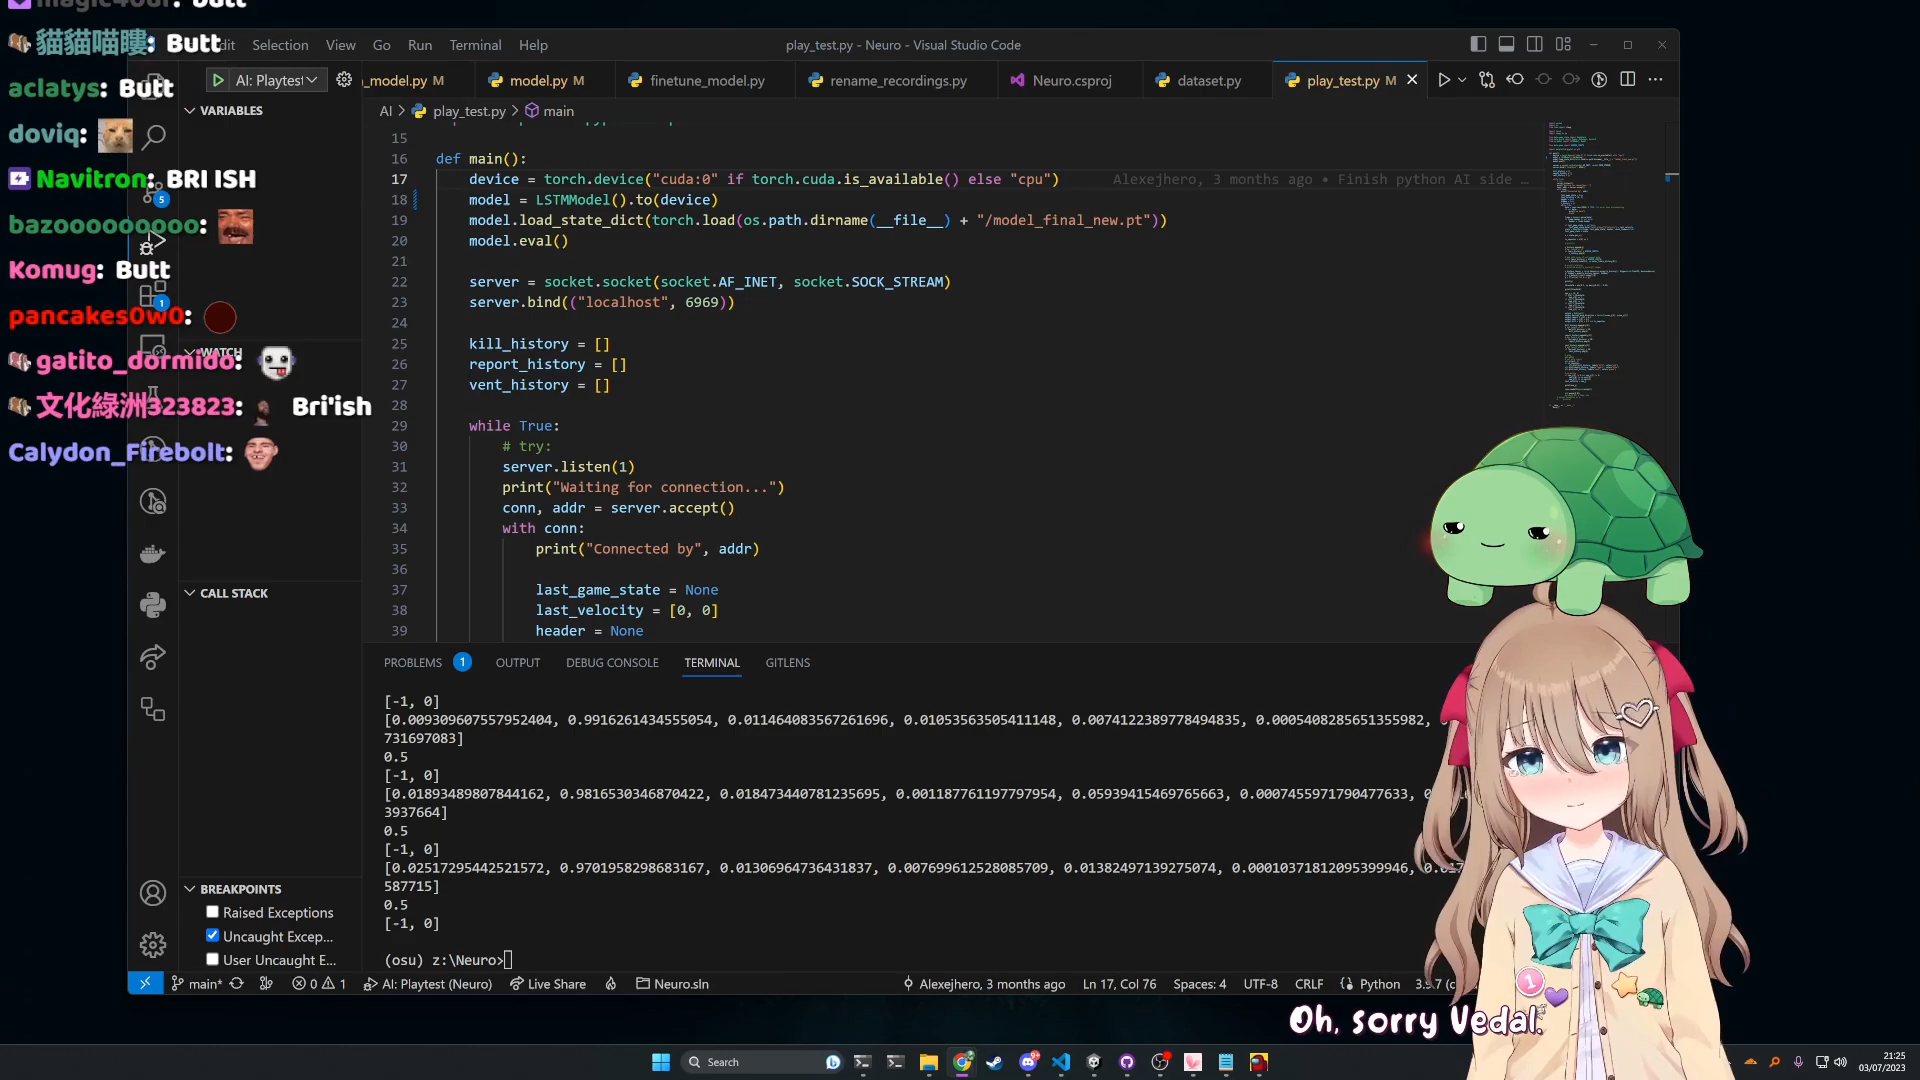 magic40ur: Butt
貓貓喵瞜: Butt
aclatys: Butt
doviq:
Navitron: BRI ISH
bazooooooooo:
Komug: Butt
pancakes0w0:
gatito_dormido:
文化綠洲323823: Bri'ish
Calydon_Firebolt:
Selection View Go Run Terminal Help
play_test.py - Neuro - Visual Studio Code
AI: Playtest
_model.py M
model.py M
finetune_model.py
rename_recordings.py
Neuro.csproj
dataset.py
play_test.py M
AI > play_test.py > main
VARIABLES
WATCH
CALL STACK
BREAKPOINTS
Raised Exceptions
Uncaught Excep...
User Uncaught E...
5
1
15
16 def main():
17 device = torch.device("cuda:0" if torch.cuda.is_available() else "cpu") Alexejhero, 3 months ago • Finish python AI side ...
18 model = LSTMModel().to(device)
19 model.load_state_dict(torch.load(os.path.dirname(__file__) + "/model_final_new.pt"))
20 model.eval()
21
22 server = socket.socket(socket.AF_INET, socket.SOCK_STREAM)
23 server.bind(("localhost", 6969))
24
25 kill_history = []
26 report_history = []
27 vent_history = []
28
29 while True:
30 # try:
31 server.listen(1)
32 print("Waiting for connection...")
33 conn, addr = server.accept()
34 with conn:
35 print("Connected by", addr)
36
37 last_game_state = None
38 last_velocity = [0, 0]
39 header = None
PROBLEMS 1 OUTPUT DEBUG CONSOLE TERMINAL GITLENS
[-1, 0]
[0.009309607557952404, 0.9916261434555054, 0.011464083567261696, 0.01053563505411148, 0.0074122389778494835, 0.0005408285651355982,
731697083]
0.5
[-1, 0]
[0.01893489807844162, 0.9816530346870422, 0.018473440781235695, 0.001187761197797954, 0.05939415469765663, 0.0007455971790477633,
3937664]
0.5
[-1, 0]
[0.02517295442521572, 0.9701958298683167, 0.01306964736431837, 0.007699612528085709, 0.01382497139275074, 0.00010371812095399946,
587715]
0.5
[-1, 0]
(osu) z:\Neuro>
main* 0 1 AI: Playtest (Neuro) Live Share Neuro.sln
Alexejhero, 3 months ago Ln 17, Col 76 Spaces: 4 UTF-8 CRLF Python
1
Oh, sorry Vedal.
Search
21:25
03/07/2023